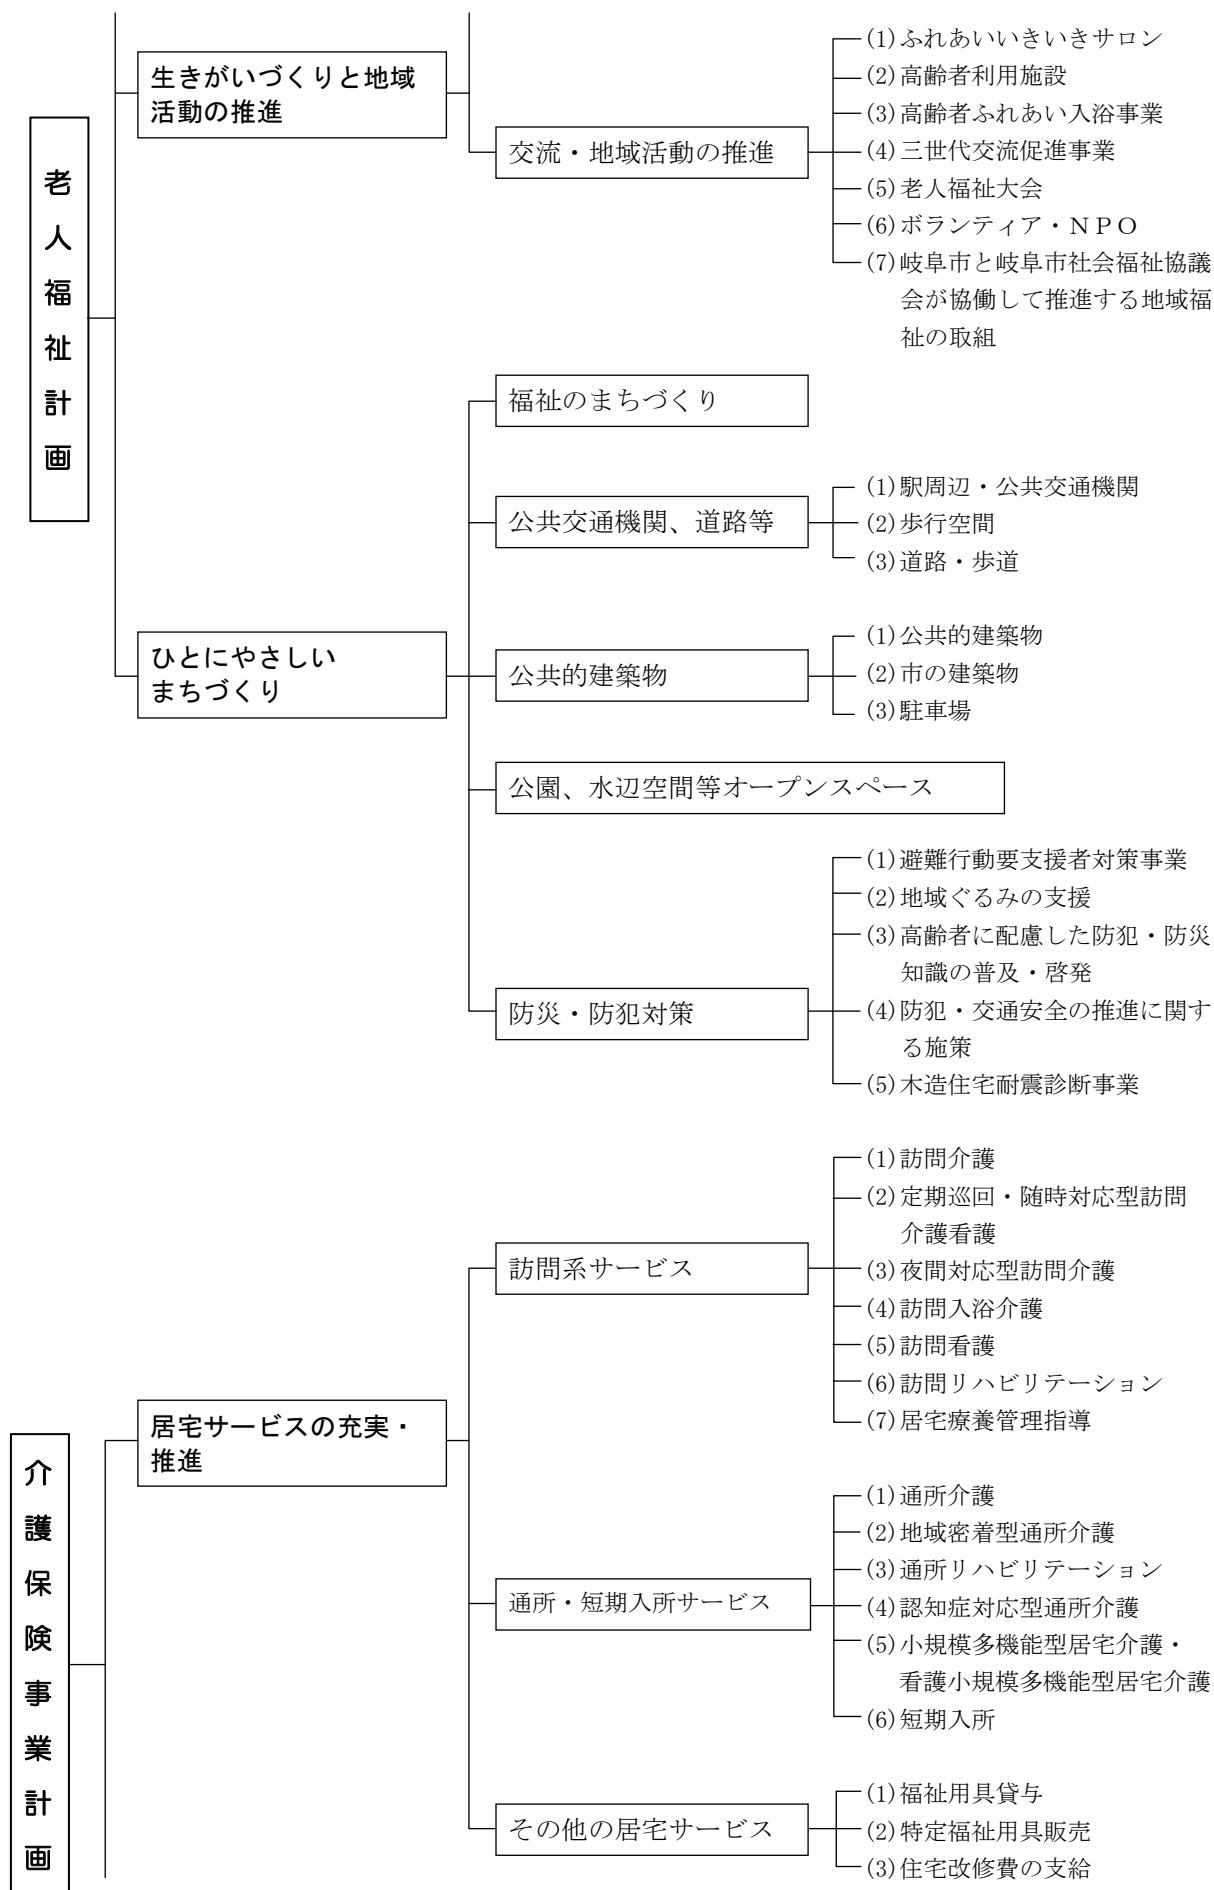 老人福祉計画
生きがいづくりと地域
活動の推進
交流・地域活動の推進
(1)ふれあいいきいきサロン
(2)高齢者利用施設
(3)高齢者ふれあい入浴事業
(4)三世代交流促進事業
(5)老人福祉大会
(6)ボランティア・ＮＰＯ
(7)岐阜市と岐阜市社会福祉協議
会が協働して推進する地域福
祉の取組
ひとにやさしい
まちづくり
福祉のまちづくり
公共交通機関、道路等
(1)駅周辺・公共交通機関
(2)歩行空間
(3)道路・歩道
公共的建築物
(1)公共的建築物
(2)市の建築物
(3)駐車場
公園、水辺空間等オープンスペース
防災・防犯対策
(1)避難行動要支援者対策事業
(2)地域ぐるみの支援
(3)高齢者に配慮した防犯・防災
知識の普及・啓発
(4)防犯・交通安全の推進に関す
る施策
(5)木造住宅耐震診断事業
介護保険事業計画
居宅サービスの充実・
推進
訪問系サービス
(1)訪問介護
(2)定期巡回・随時対応型訪問
介護看護
(3)夜間対応型訪問介護
(4)訪問入浴介護
(5)訪問看護
(6)訪問リハビリテーション
(7)居宅療養管理指導
通所・短期入所サービス
(1)通所介護
(2)地域密着型通所介護
(3)通所リハビリテーション
(4)認知症対応型通所介護
(5)小規模多機能型居宅介護・
看護小規模多機能型居宅介護
(6)短期入所
その他の居宅サービス
(1)福祉用具貸与
(2)特定福祉用具販売
(3)住宅改修費の支給